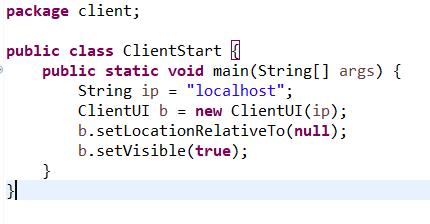 package client;
public class ClientStart {
public static void main(String[] args) {
String ip = "localhost";
ClientUI b = new ClientUI(ip);
b.setLocationRelativeTo(null);
b.setVisible(true);
}
}